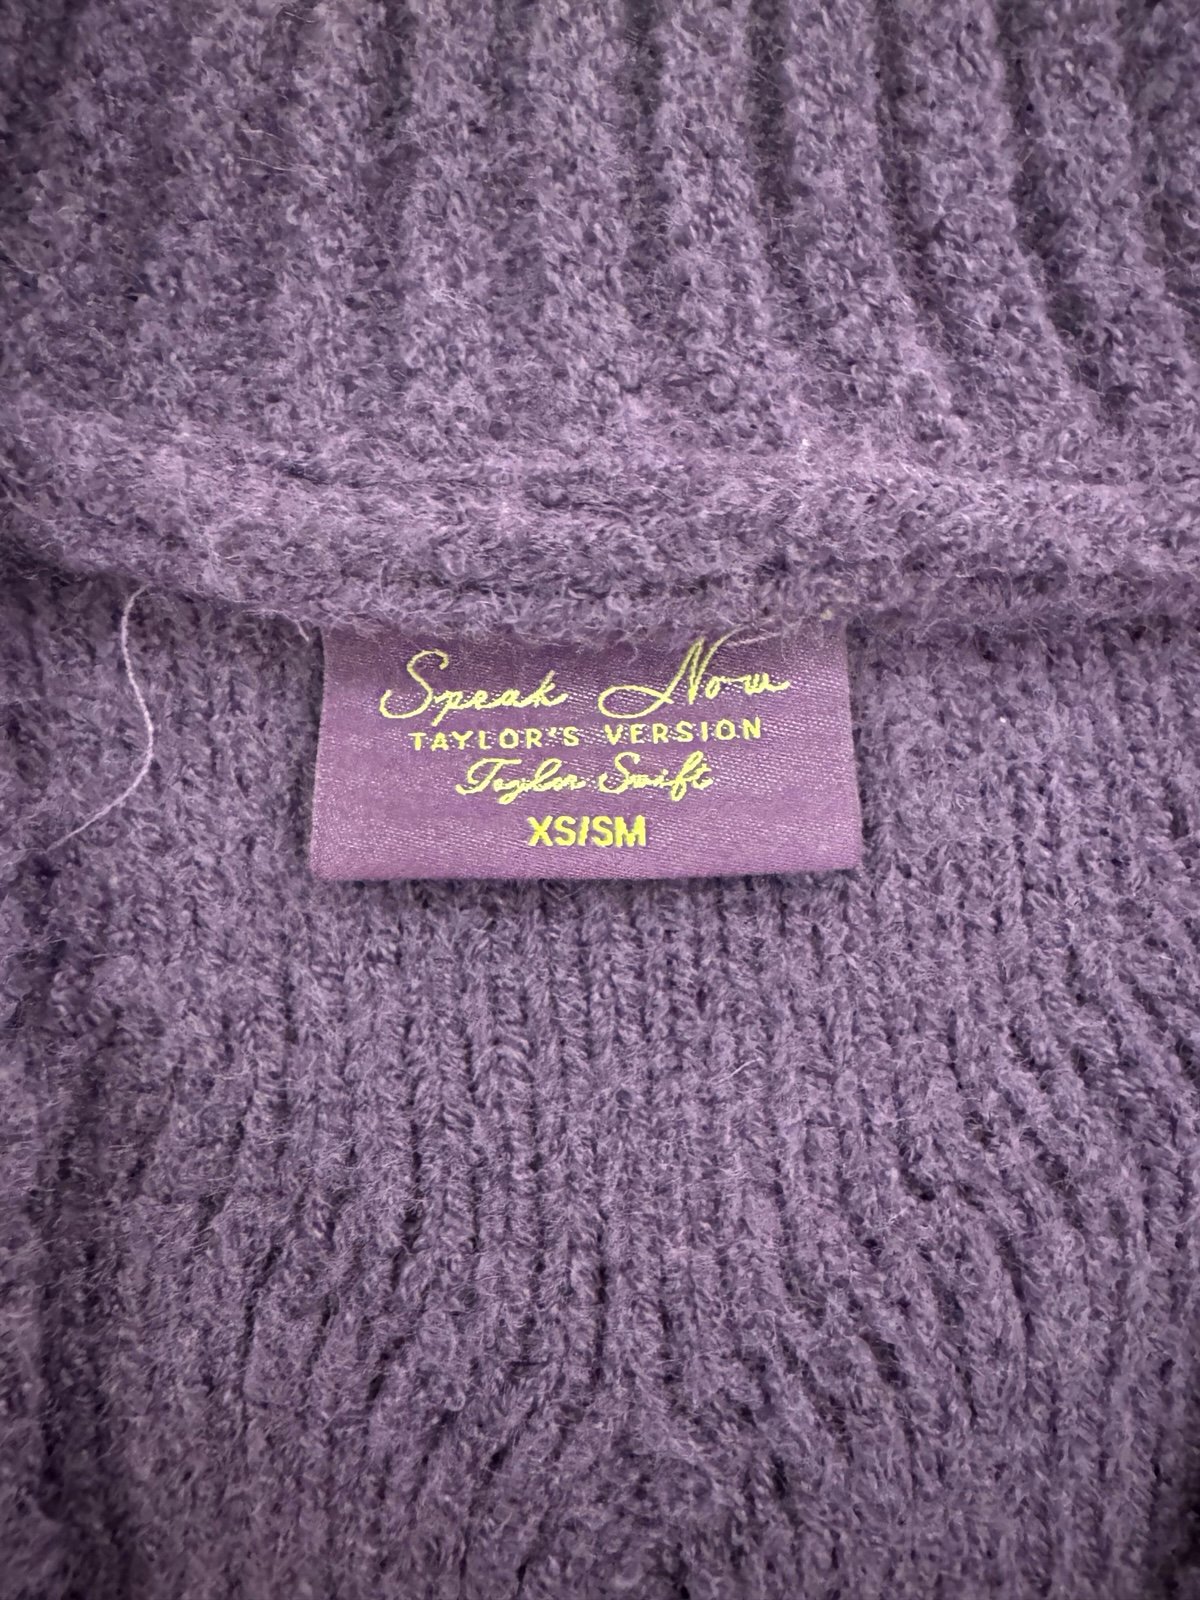 Speak Now
TAYLOR'S VERSION
Taylor Swift
XS/SM